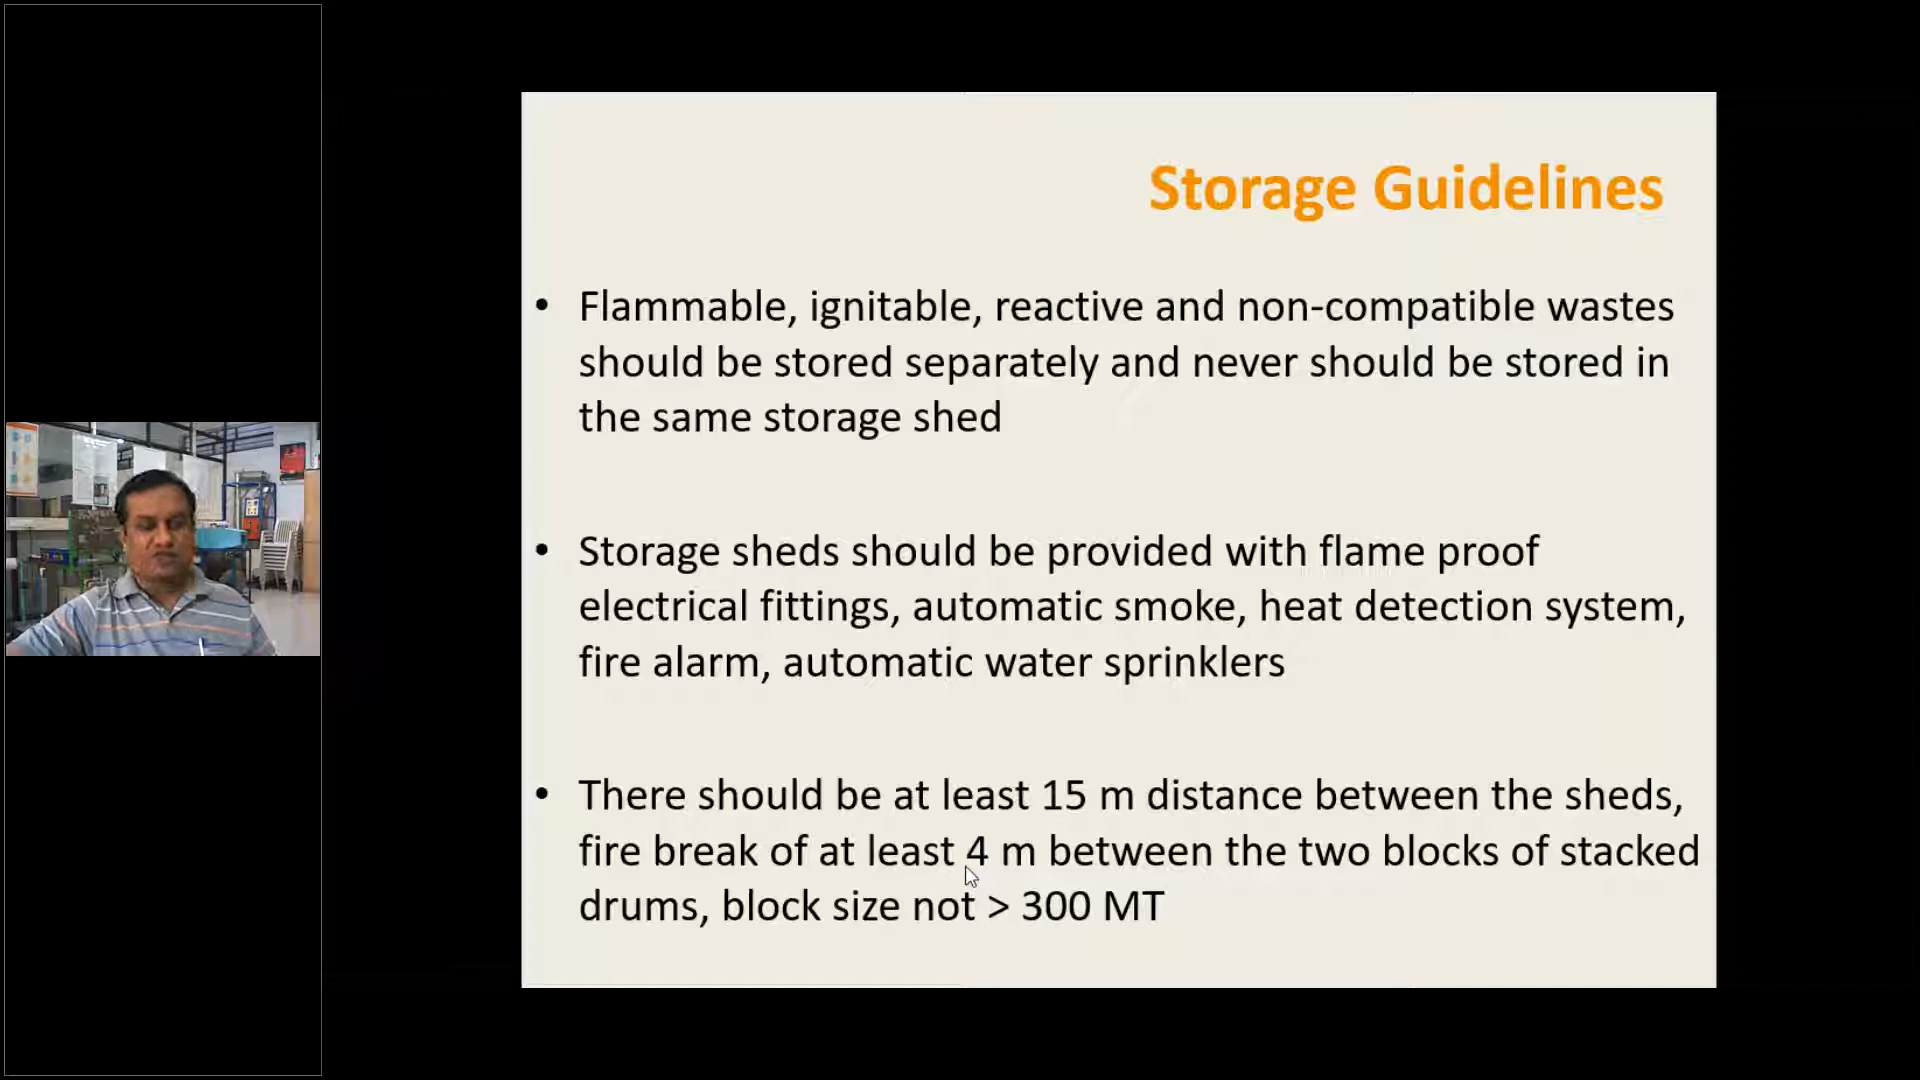 Storage Guidelines
• Flammable, ignitable, reactive and non-compatible wastes
should be stored separately and never should be stored in
the same storage shed
• Storage sheds should be provided with flame proof
electrical fittings, automatic smoke, heat detection system,
fire alarm, automatic water sprinklers
• There should be at least 15 m distance between the sheds,
fire break of at least 4 m between the two blocks of stacked
drums, block size not > 300 MT